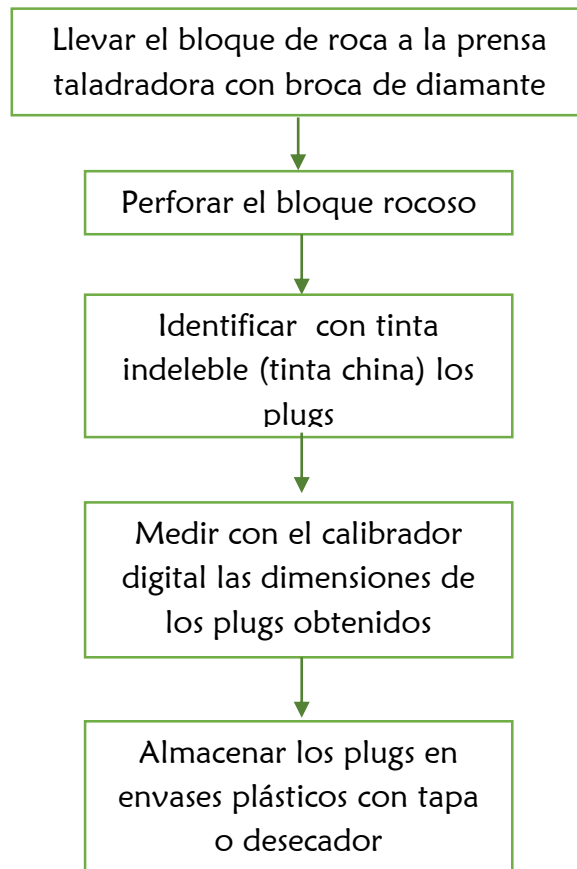 Llevar el bloque de roca a la prensa
taladradora con broca de diamante
Perforar el bloque rocoso
Identificar  con tinta
indeleble (tinta china) los
plugs
Medir con el calibrador
digital las dimensiones de
los plugs obtenidos
Almacenar los plugs en
envases plásticos con tapa
o desecador